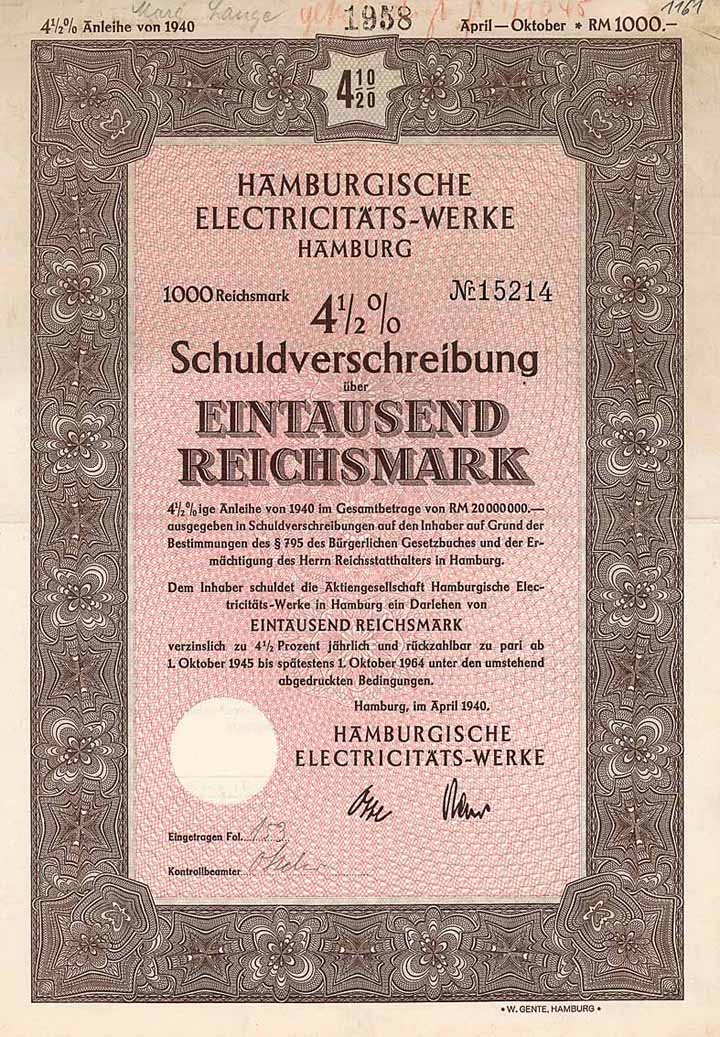 Lange
4½% Anleihe von 1940 1958 April—Oktober * RM 1000.—
1161
4 10/20
HAMBURGISCHE
ELECTRICITÄTS-WERKE
HAMBURG
1000 Reichsmark № 15214
4½%
Schuldverschreibung
über
EINTAUSEND
REICHSMARK
4½%ige Anleihe von 1940 im Gesamtbetrage von RM 20000000.—
ausgegeben in Schuldverschreibungen auf den Inhaber auf Grund der
Bestimmungen des § 795 des Bürgerlichen Gesetzbuches und der Er-
mächtigung des Herrn Reichsstatthalters in Hamburg.
Dem Inhaber schuldet die Aktiengesellschaft Hamburgische Elec-
tricitäts-Werke in Hamburg ein Darlehen von
EINTAUSEND REICHSMARK
verzinslich zu 4½ Prozent jährlich und rückzahlbar zu pari ab
1. Oktober 1945 bis spätestens 1. Oktober 1964 unter den umstehend
abgedruckten Bedingungen.
Hamburg, im April 1940.
HAMBURGISCHE
ELECTRICITÄTS-WERKE
Eingetragen Fol. 153
Kontrollbeamter
• W. GENTE, HAMBURG •